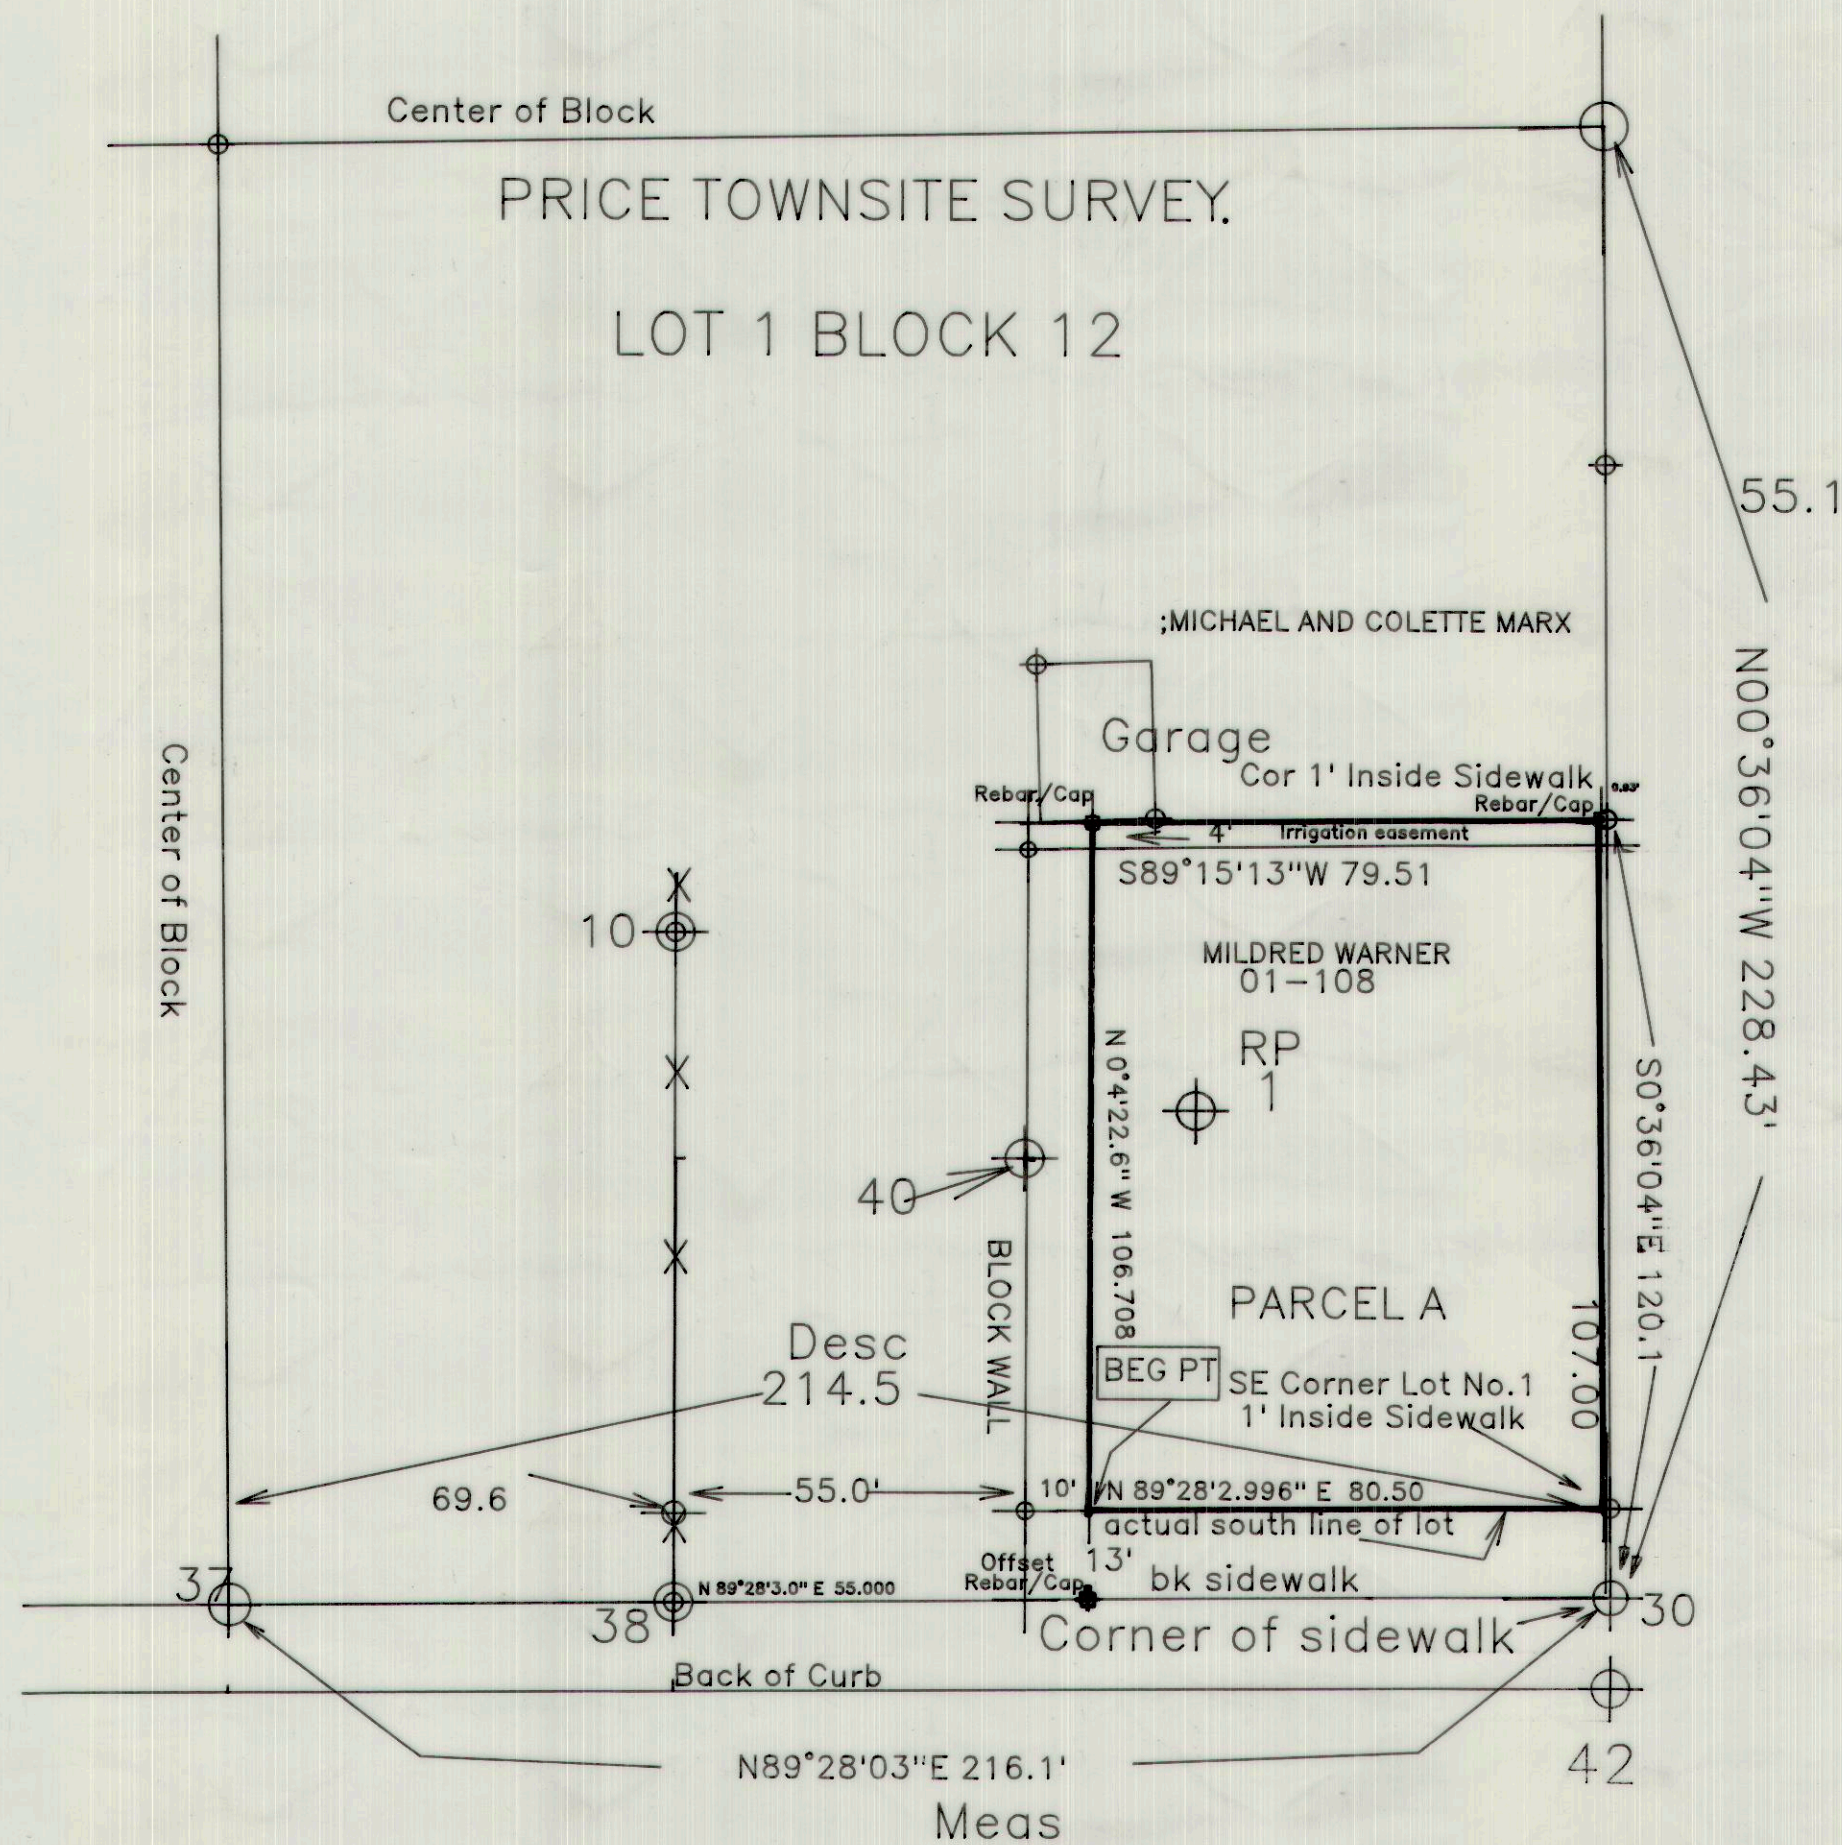 Center of Block
PRICE TOWNSITE SURVEY.
LOT 1 BLOCK 12
55.1
;MICHAEL AND COLETTE MARX
N00°36'04"W 228.43'
Garage
Cor 1' Inside Sidewalk
0.93'
Rebar/Cap
Rebar/Cap
4'
Irrigation easement
S89°15'13"W 79.51
Center of Block
10
MILDRED WARNER
01-108
RP
1
N 0°4'22.6" W 106.708
40
S0°36'04"E 120.1
BLOCK WALL
PARCEL A
107.00
Desc
214.5
BEG PT
SE Corner Lot No.1
1' Inside Sidewalk
69.6
55.0'
10'
N 89°28'2.996" E 80.50
actual south line of lot
Offset
Rebar/Cap
13'
bk sidewalk
37
38
N 89°28'3.0" E 55.000
30
Corner of sidewalk
Back of Curb
N89°28'03"E 216.1'
Meas
42